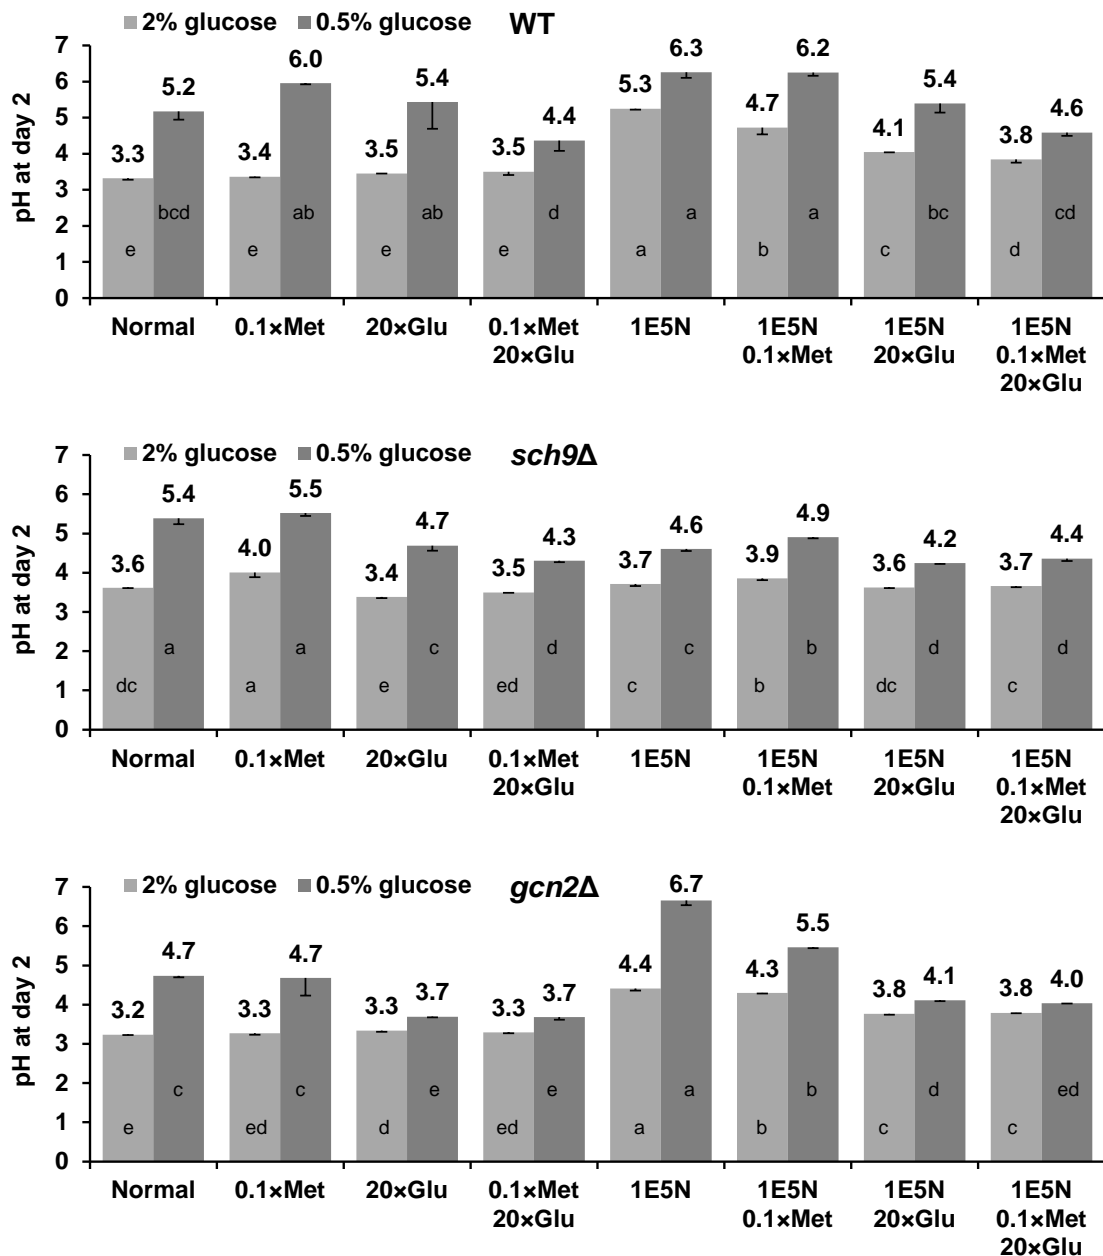 2% glucose 0.5% glucose WT
pH at day 2
7
6
5
4
3
2
1
0
3.3 5.2 3.4 6.0 3.5 5.4 3.5 4.4 5.3 6.3 4.7 6.2 4.1 5.4 3.8 4.6
bcd ab ab d a a bc cd
e e e e a b c d
Normal 0.1×Met 20×Glu 0.1×Met 1E5N 1E5N 1E5N 1E5N
20×Glu 0.1×Met 20×Glu 0.1×Met
20×Glu
2% glucose 0.5% glucose sch9Δ
pH at day 2
7
6
5
4
3
2
1
0
3.6 5.4 4.0 5.5 3.4 4.7 3.5 4.3 3.7 4.6 3.9 4.9 3.6 4.2 3.7 4.4
a a c d c b d d
dc a e ed c b dc c
Normal 0.1×Met 20×Glu 0.1×Met 1E5N 1E5N 1E5N 1E5N
20×Glu 0.1×Met 20×Glu 0.1×Met
20×Glu
2% glucose 0.5% glucose gcn2Δ
pH at day 2
7
6
5
4
3
2
1
0
3.2 4.7 3.3 4.7 3.3 3.7 3.3 3.7 4.4 6.7 4.3 5.5 3.8 4.1 3.8 4.0
c c e e a b d ed
e ed d ed a b c c
Normal 0.1×Met 20×Glu 0.1×Met 1E5N 1E5N 1E5N 1E5N
20×Glu 0.1×Met 20×Glu 0.1×Met
20×Glu